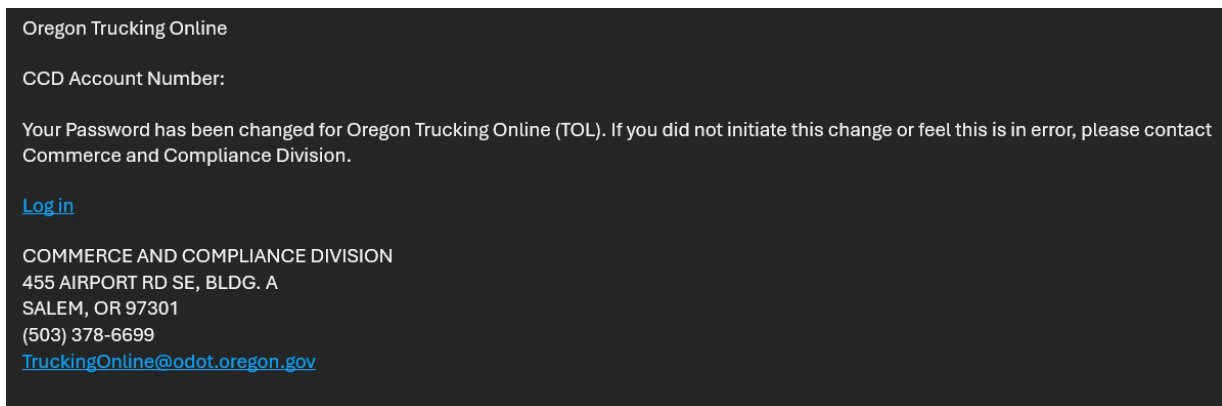 Oregon Trucking Online
CCD Account Number:
Your Password has been changed for Oregon Trucking Online (TOL). If you did not initiate this change or feel this is in error, please contact
Commerce and Compliance Division.
Log in
COMMERCE AND COMPLIANCE DIVISION
455 AIRPORT RD SE, BLDG. A
SALEM, OR 97301
(503) 378-6699
TruckingOnline@odot.oregon.gov